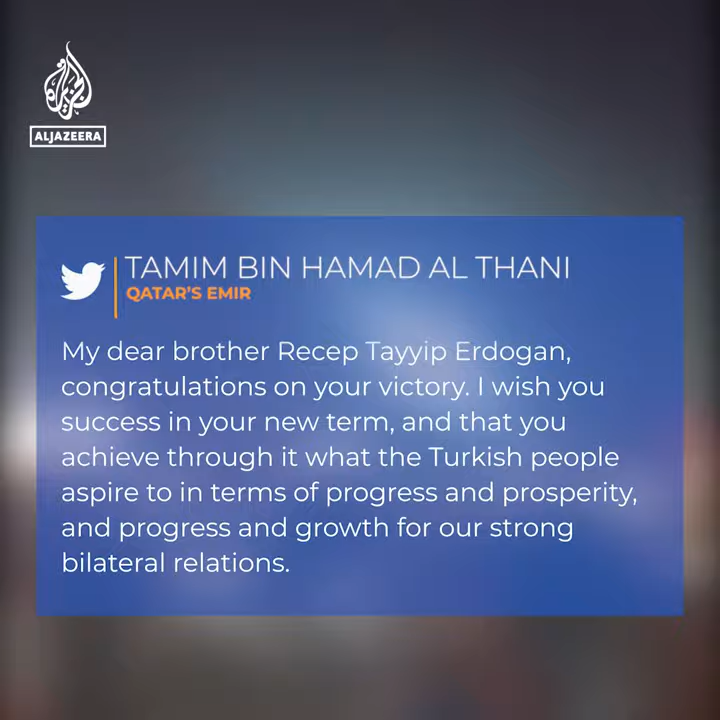 ALJAZEERA
TAMIM BIN HAMAD AL THANI
QATAR'S EMIR
My dear brother Recep Tayyip Erdogan,
congratulations on your victory. I wish you
success in your new term, and that you
achieve through it what the Turkish people
aspire to in terms of progress and prosperity,
and progress and growth for our strong
bilateral relations.